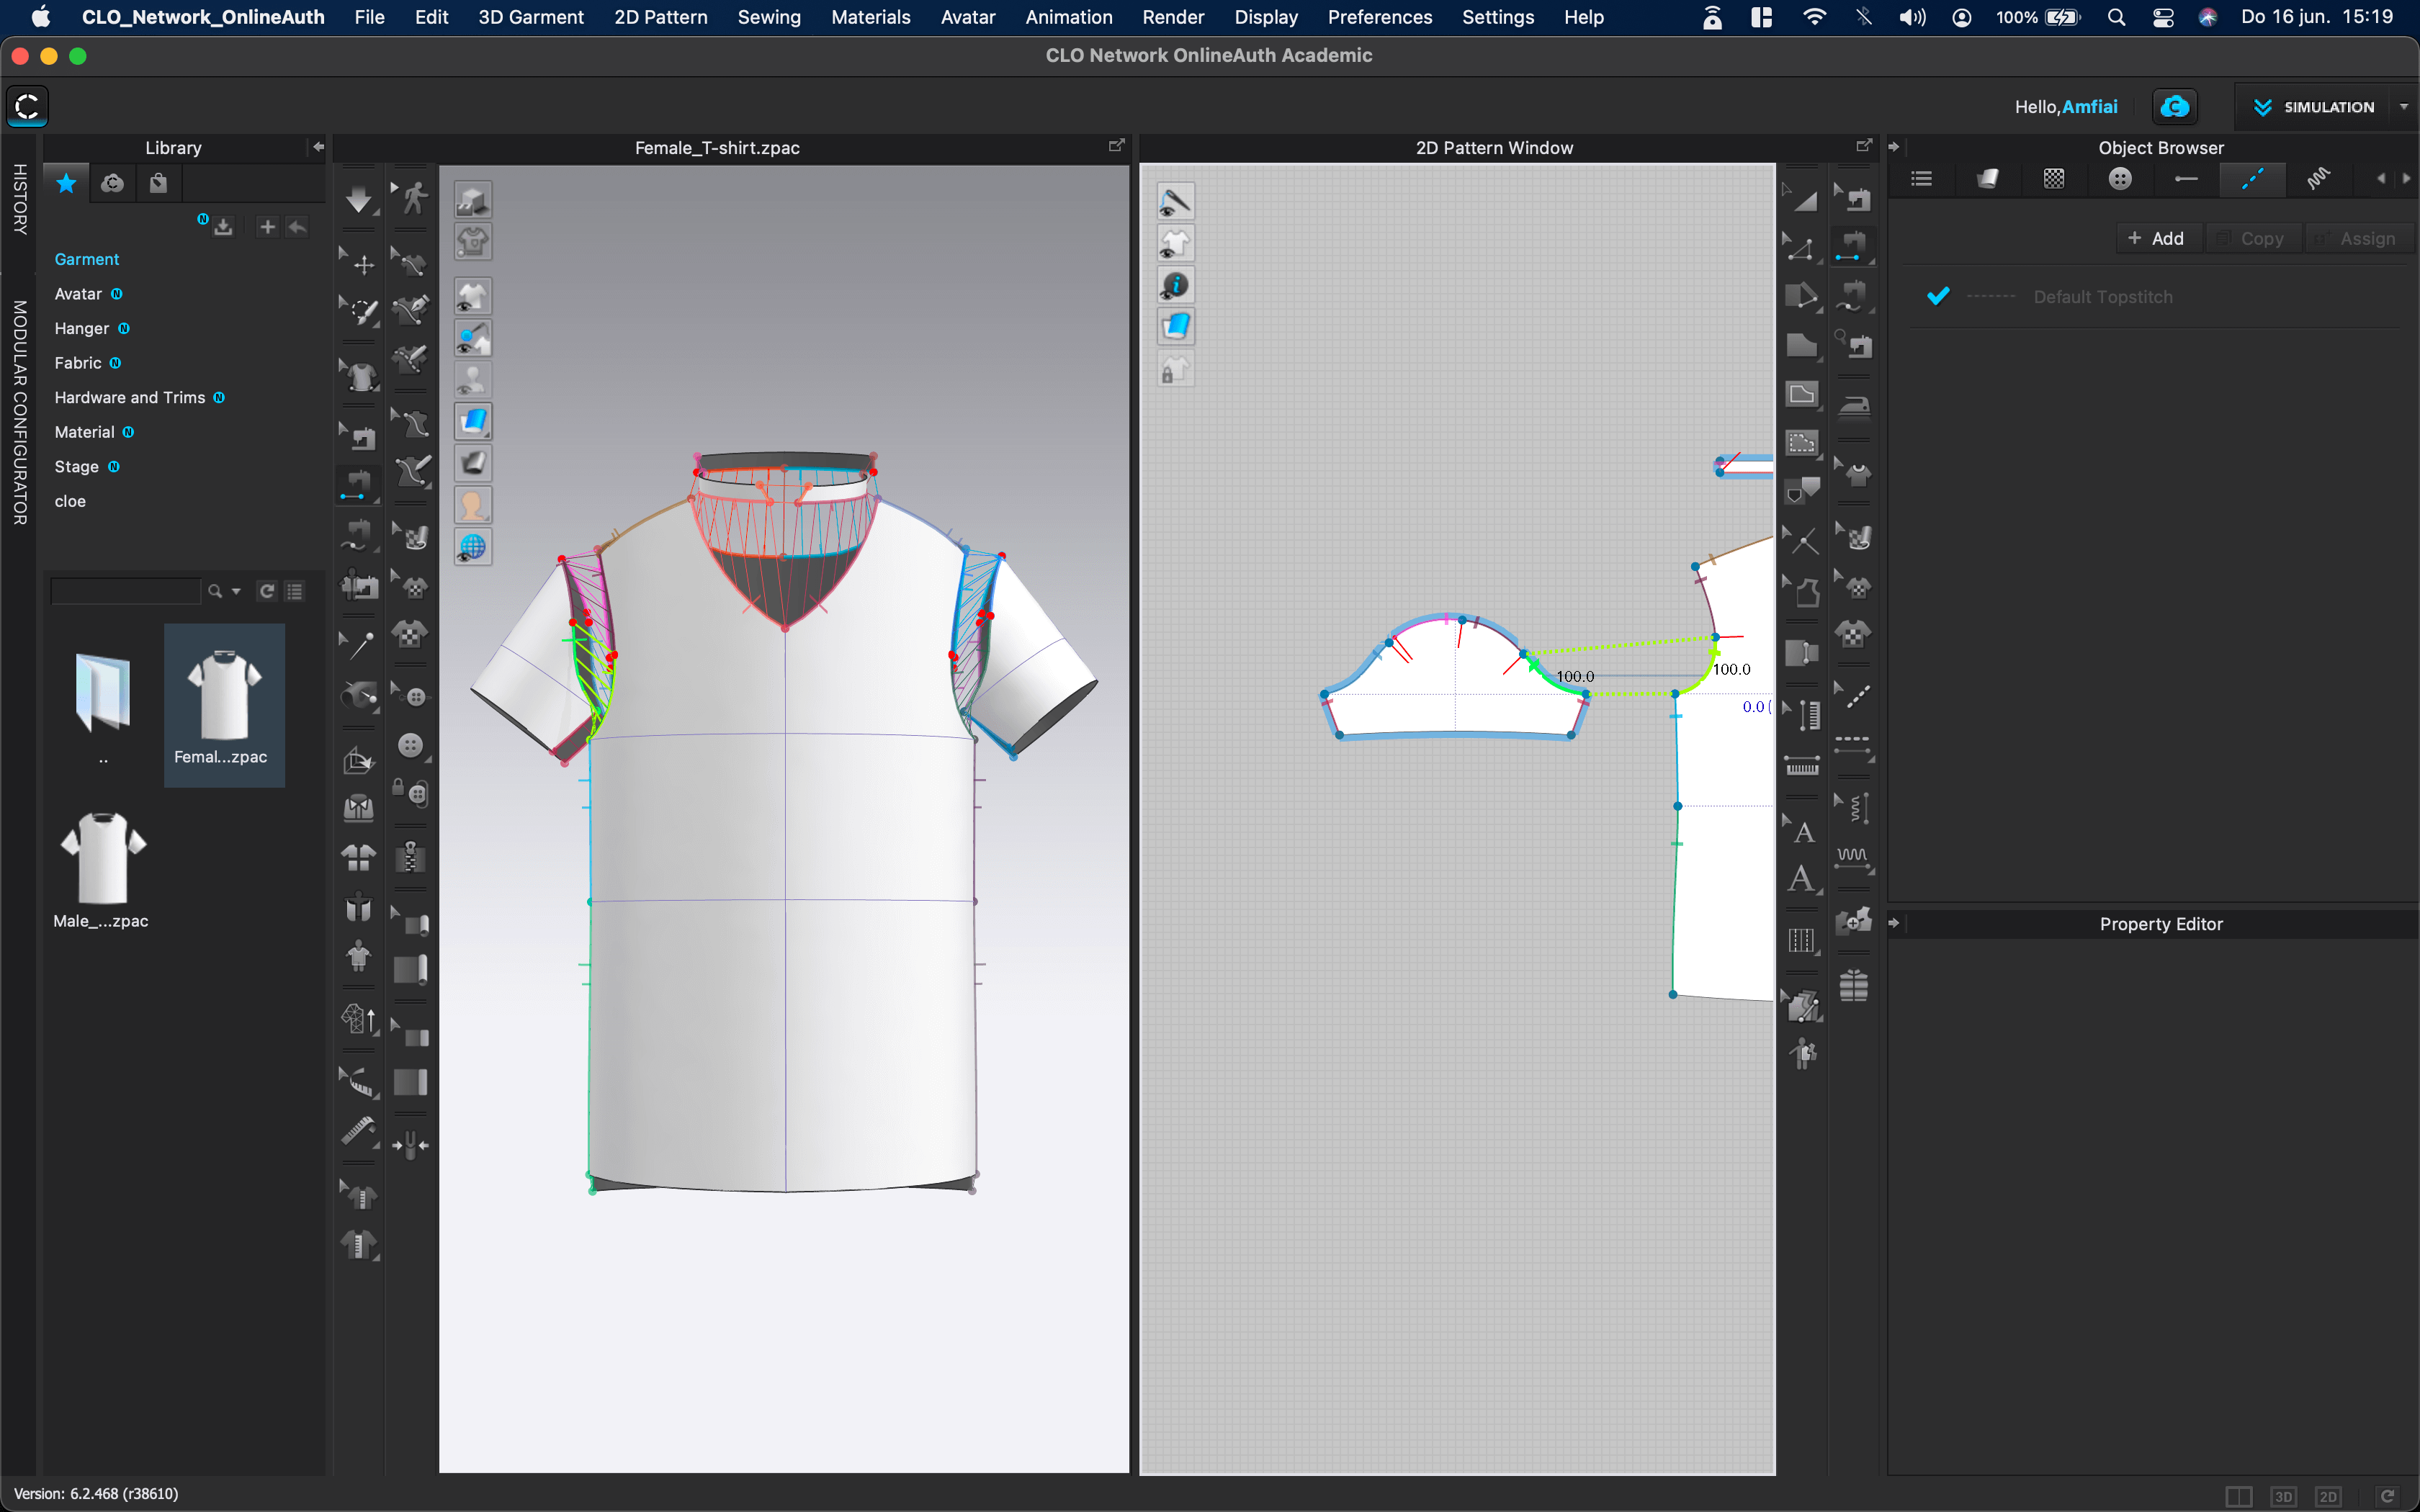 CLO_Network_OnlineAuth File Edit 3D Garment 2D Pattern Sewing Materials Avatar Animation Render Display Preferences Settings Help 100% Do 16 jun. 15:19
CLO Network OnlineAuth Academic
Hello,Amfiai SIMULATION
HISTORY
MODULAR CONFIGURATOR
Library
N
Garment
Avatar N
Hanger N
Fabric N
Hardware and Trims N
Material N
Stage N
cloe
..
Femal...zpac
Male_...zpac
Female_T-shirt.zpac
2D Pattern Window
100.0
100.0
0.0 (
A
A
Object Browser
+ Add Copy Assign
Default Topstitch
Property Editor
Version: 6.2.468 (r38610)
3D 2D